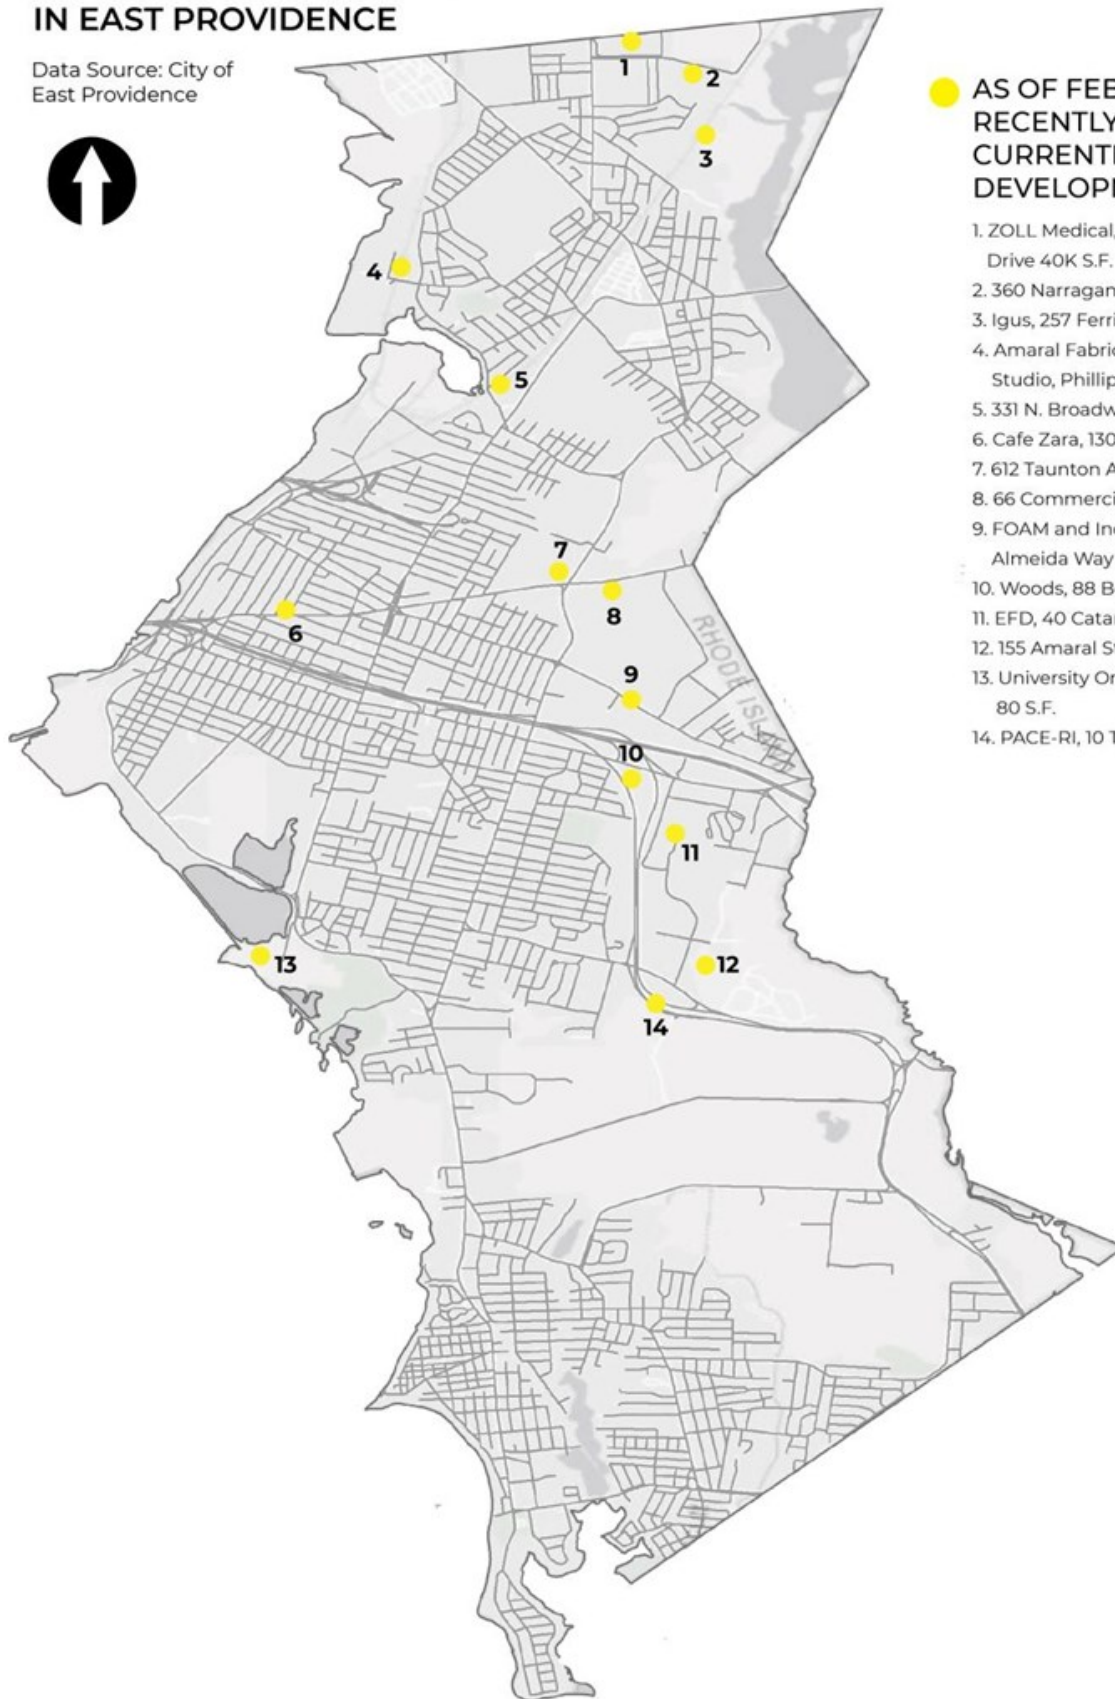 IN EAST PROVIDENCE
Data Source: City of
East Providence
AS OF FEB
RECENTLY
CURRENT
DEVELOP
1. ZOLL Medical,
Drive 40K S.F.
2. 360 Narragan
3. Igus, 257 Ferri
4. Amaral Fabric
Studio, Phillip
5. 331 N. Broadw
6. Cafe Zara, 130
7. 612 Taunton A
8. 66 Commerci
9. FOAM and Ind
Almeida Way
10. Woods, 88 B
11. EFD, 40 Catam
12. 155 Amaral St
13. University Or
80 S.F.
14. PACE-RI, 10 T
1
2
3
4
5
6
7
8
RHODE ISLAND
9
10
11
12
13
14